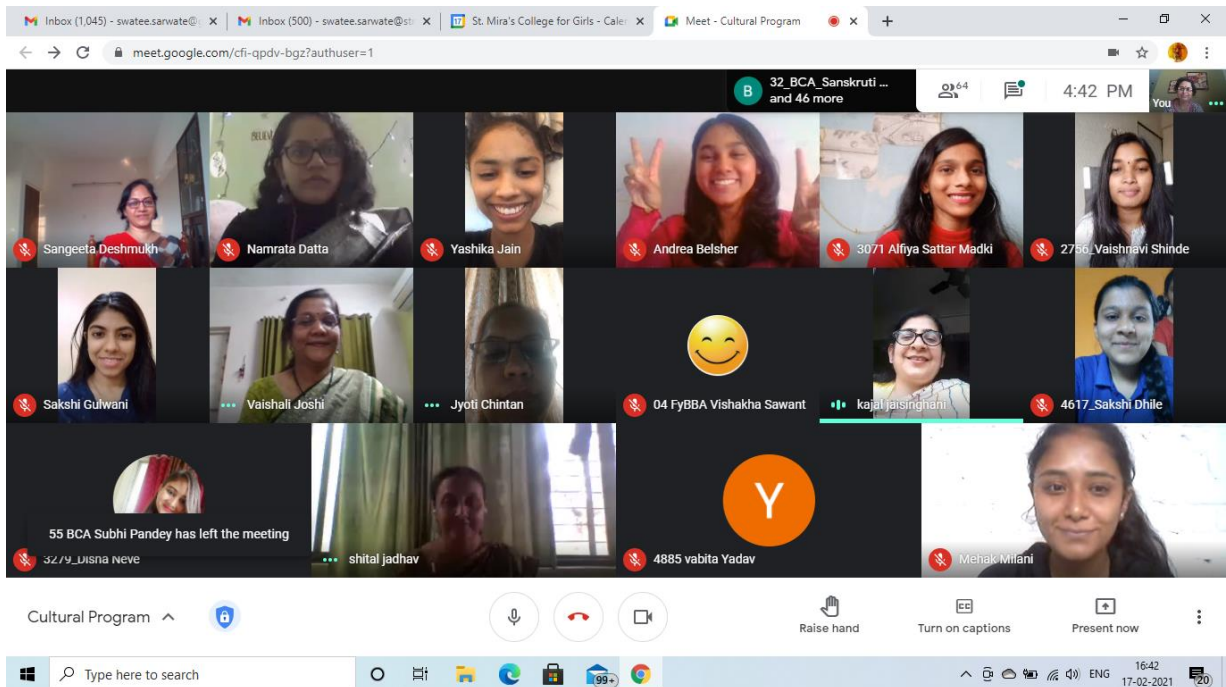 Inbox (1,045) - swatee.sarwate@
Inbox (500) - swatee.sarwate@st
St. Mira's College for Girls - Cale
Meet - Cultural Program
meet.google.com/cfi-qpdv-bgz?authuser=1
B
32_BCA_Sanskruti ...
and 46 more
64
4:42 PM
You
Sangeeta Deshmukh
Namrata Datta
Yashika Jain
Andrea Belsher
3071 Alfiya Sattar Madki
2756_Vaishnavi Shinde
Sakshi Gulwani
Vaishali Joshi
Jyoti Chintan
04 FyBBA Vishakha Sawant
kajal jaisinghani
4617_Sakshi Dhile
55 BCA Subhi Pandey has left the meeting
3279_Disha Neve
shital jadhav
Y
4885 vabita Yadav
Mehak Milani
Cultural Program
Raise hand
CC
Turn on captions
Present now
Type here to search
99+
ENG
16:42
17-02-2021
20